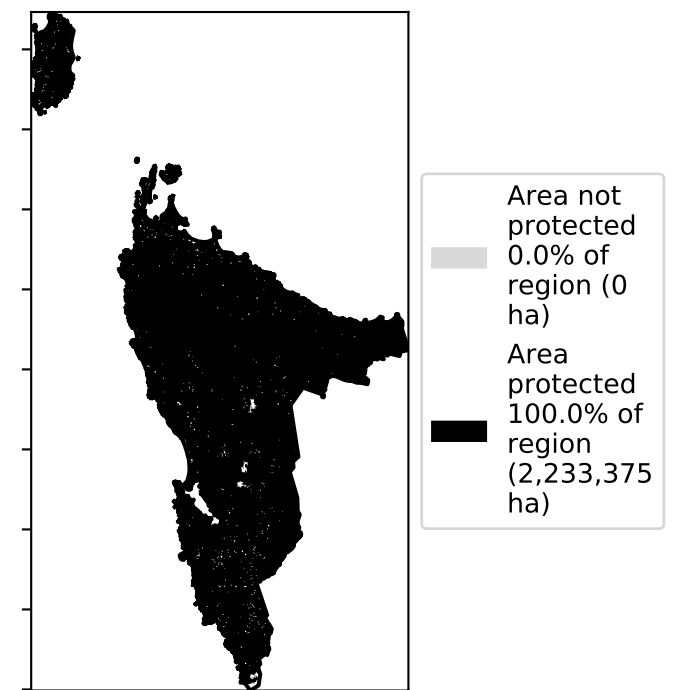 Area not
protected
0.0% of
region (0
ha)
Area
protected
100.0% of
region
(2,233,375
ha)